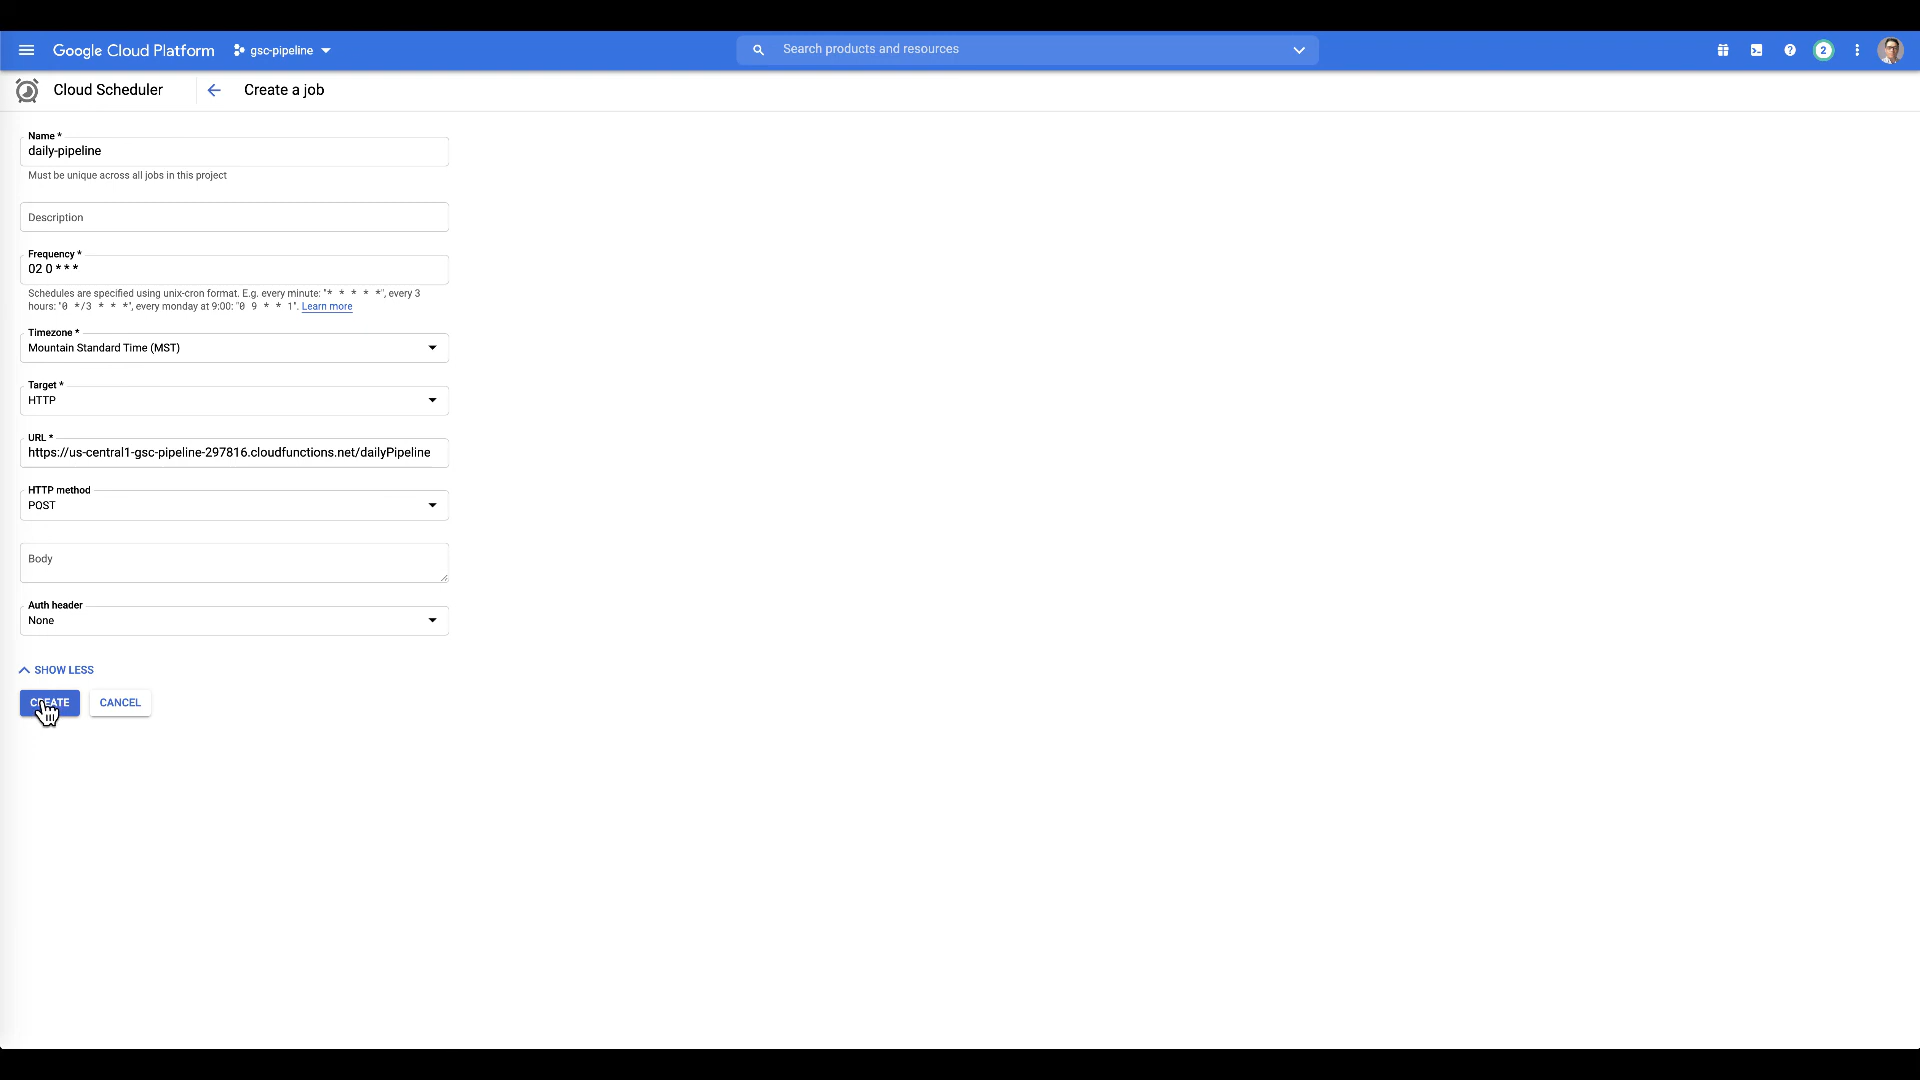 Google Cloud Platform
gsc-pipeline
Search products and resources
2
Cloud Scheduler
Create a job
Name *
daily-pipeline
Must be unique across all jobs in this project
Description
Frequency *
02 0 * * *
Schedules are specified using unix-cron format. E.g. every minute: "* * * * *", every 3
hours: "0 */3 * * *", every monday at 9:00: "0 9 * * 1". Learn more
Timezone *
Mountain Standard Time (MST)
Target *
HTTP
URL *
https://us-central1-gsc-pipeline-297816.cloudfunctions.net/dailyPipeline
HTTP method
POST
Body
Auth header
None
SHOW LESS
CREATE
CANCEL